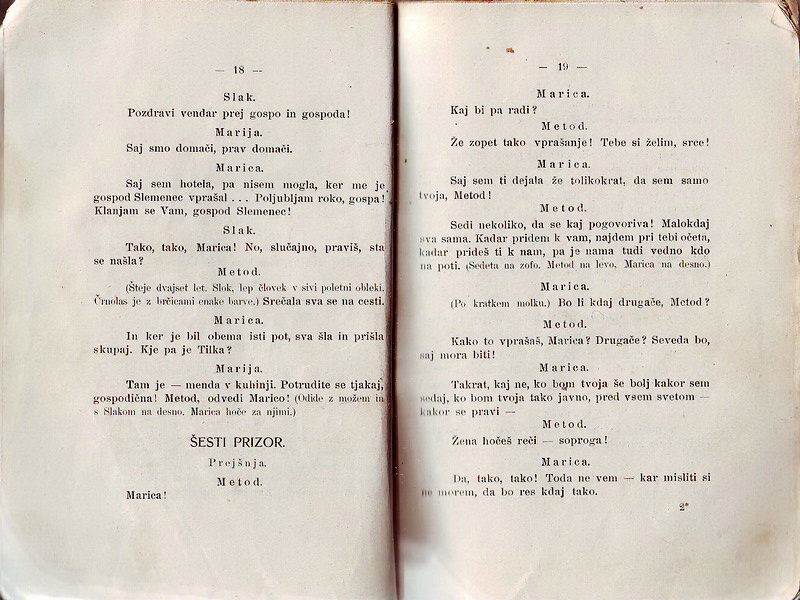 — 18 —
Slak.
Pozdravi vendar prej gospo in gospoda!
Marija.
Saj smo domači, prav domači.
Marica.
Saj sem hotela, pa nisem mogla, ker me je
gospod Slemenec vprašal . . . Poljubljam roko, gospa!
Klanjam se Vam, gospod Slemenec!
Slak.
Tako, tako, Marica! No, slučajno, praviš, sta
se našla?
Metod.
(Šteje dvajset let. Slok, lep človek v sivi poletni obleki.
Črnolas je z brčicami enake barve.) Srečala sva se na cesti.
Marica.
In ker je bil obema isti pot, sva šla in prišla
skupaj. Kje pa je Tilka?
Marija.
Tam je — menda v kuhinji. Potrudite se tjakaj,
gospodična! Metod, odvedi Marico! (Odide z možem in
s Slakom na desno. Marica hoče za njimi.)
ŠESTI PRIZOR.
Prejšnja.
Metod.
Marica!
— 19 —
Marica.
Kaj bi pa radi?
Metod.
Že zopet tako vprašanje! Tebe si želim, srce!
Marica.
Saj sem ti dejala že tolikokrat, da sem samo
tvoja, Metod!
Metod.
Sedi nekoliko, da se kaj pogovoriva! Malokdaj
sva sama. Kadar pridem k vam, najdem pri tebi očeta,
kadar prideš ti k nam, pa je nama tudi vedno kdo
na poti. (Sedeta na zofo. Metod na levo, Marica na desno.)
Marica.
(Po kratkem molku.) Bo li kdaj drugače, Metod?
Metod.
Kako to vprašaš, Marica? Drugače? Seveda bo,
saj mora biti!
Marica.
Takrat, kaj ne, ko bom tvoja še bolj kakor sem
sedaj, ko bom tvoja tako javno, pred vsem svetom —
kakor se pravi —
Metod.
Žena hočeš reči — soproga!
Marica.
Da, tako, tako! Toda ne vem — kar misliti si
ne morem, da bo res kdaj tako.
2*